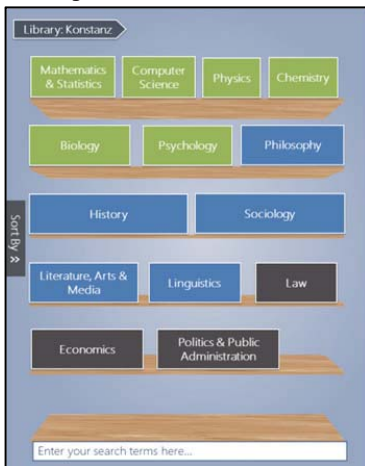 Library: Konstanz
Mathematics
& Statistics
Computer
Science
Physics
Chemistry
Biology
Psychology
Philosophy
History
Sociology
Sort By
Literature, Arts &
Media
Linguistics
Law
Economics
Politics & Public
Administration
Enter your search terms here...